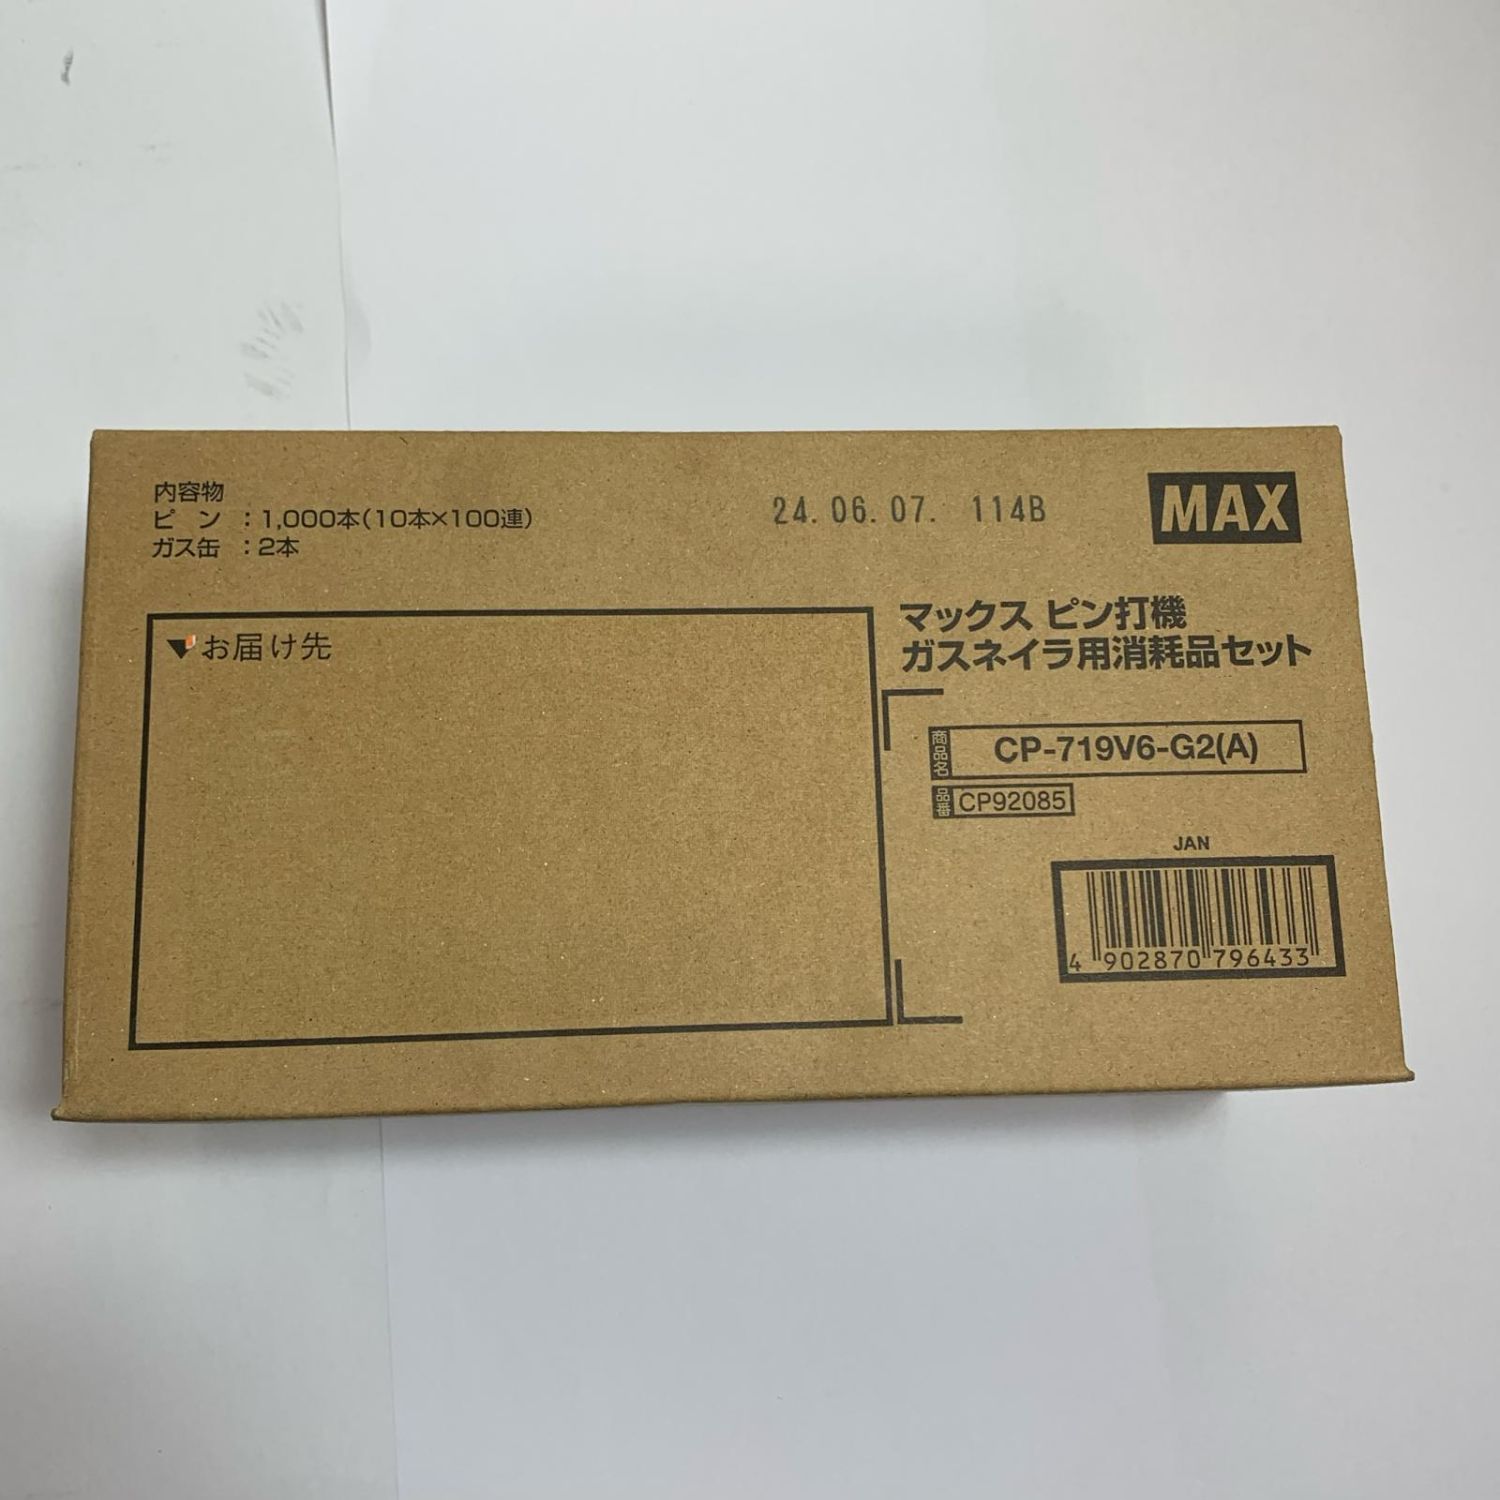 内容物
ピン：1,000本(10本×100連)
ガス缶：2本
24.06.07. 114B
MAX
▼お届け先
マックス ピン打機
ガスネイラ用消耗品セット
商品名 CP-719V6-G2(A)
品番 CP92085
JAN
4 902870 796433